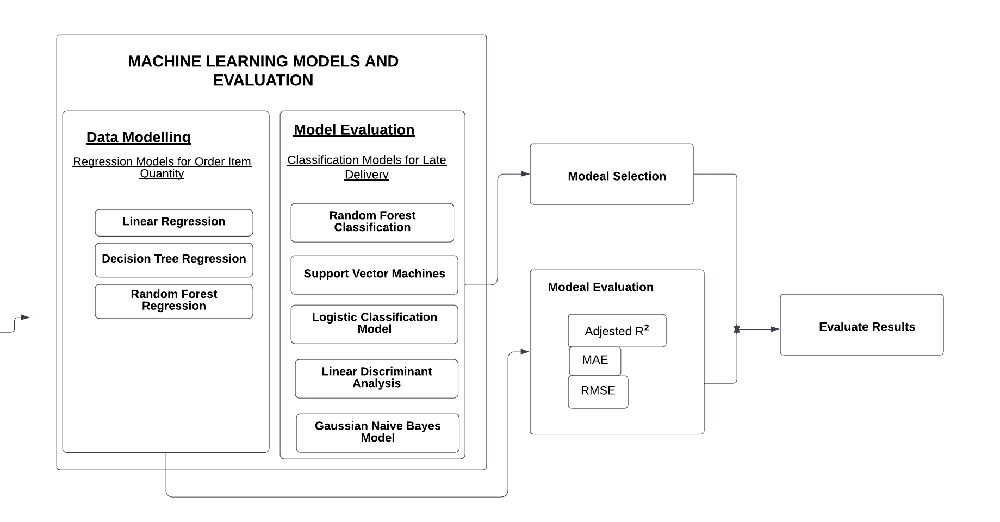 MACHINE LEARNING MODELS AND
EVALUATION
Data Modelling
Regression Models for Order Item
Quantity
Linear Regression
Decision Tree Regression
Random Forest
Regression
Model Evaluation
Classification Models for Late
Delivery
Random Forest
Classification
Support Vector Machines
Logistic Classification
Model
Linear Discriminant
Analysis
Gaussian Naive Bayes
Model
Modeal Selection
Modeal Evaluation
Adjested R²
MAE
RMSE
Evaluate Results